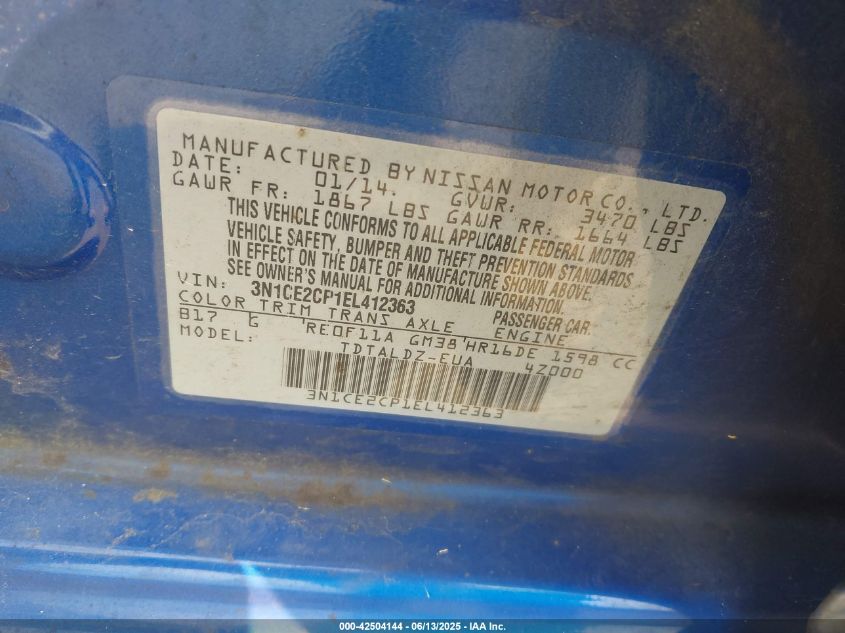 MANUFACTURED BY NISSAN MOTOR CO., LTD.
DATE: 01/14. GVWR: 3470 LBS
GAWR FR: 1867 LBS GAWR RR: 1664 LBS
THIS VEHICLE CONFORMS TO ALL APPLICABLE FEDERAL MOTOR
VEHICLE SAFETY, BUMPER AND THEFT PREVENTION STANDARDS
IN EFFECT ON THE DATE OF MANUFACTURE SHOWN ABOVE.
SEE OWNER'S MANUAL FOR ADDITIONAL INFORMATION.
VIN: 3N1CE2CP1EL412363 PASSENGER CAR
COLOR TRIM TRANS AXLE ENGINE
B17 G RE0F11A GM38 HR16DE 1598 CC
MODEL: TDTALDZ-EUA 4Z000
3N1CE2CP1EL412363
000-42504144 - 06/13/2025 - IAA Inc.